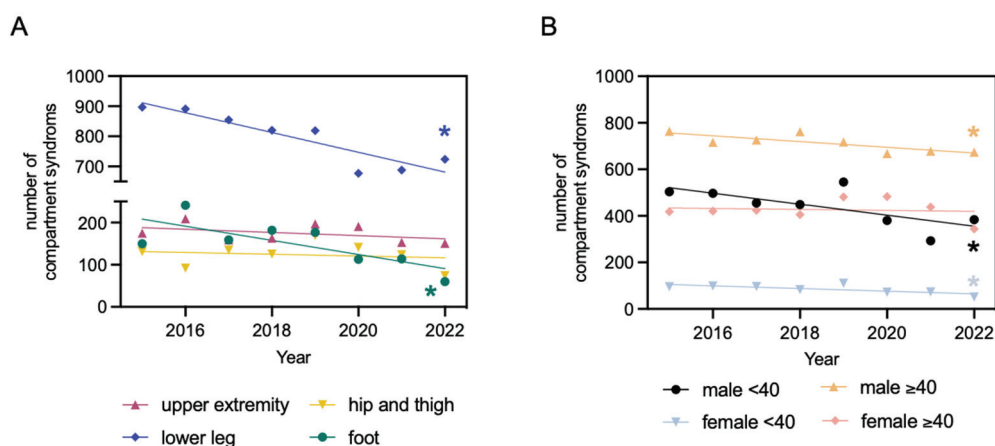 A
number of
compartment syndroms
1000
900
800
700
200
100
0
2016
2018
2020
2022
Year
*
*
upper extremity
hip and thigh
lower leg
foot
B
number of
compartment syndroms
1000
800
600
400
200
0
2016
2018
2020
2022
Year
*
*
*
male <40
male ≥40
female <40
female ≥40